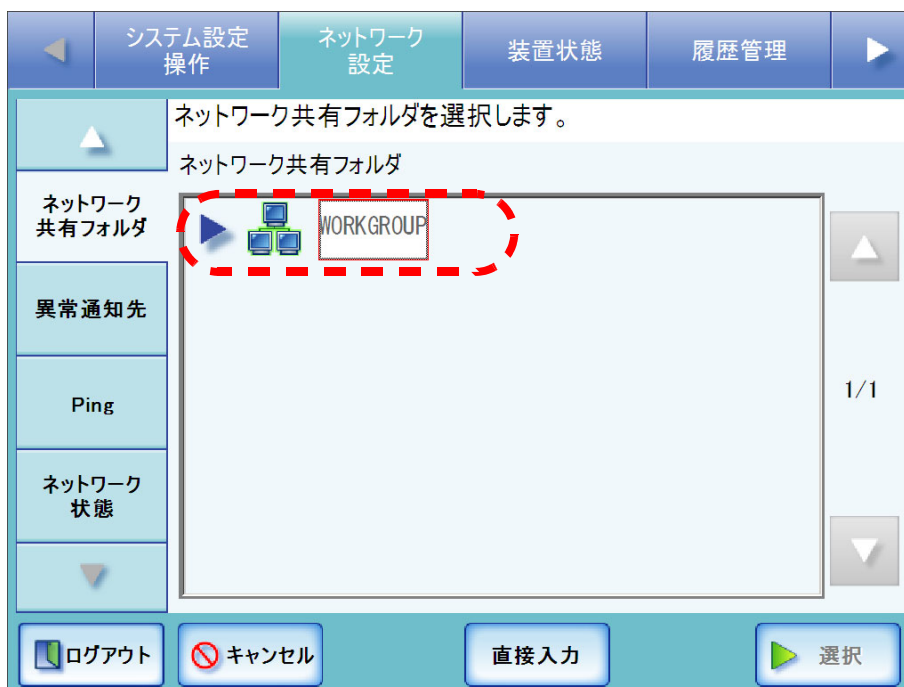 システム設定
操作
ネットワーク
設定
装置状態
履歴管理
ネットワーク共有フォルダを選択します。
ネットワーク共有フォルダ
ネットワーク
共有フォルダ
WORKGROUP
異常通知先
Ping
1/1
ネットワーク
状態
ログアウト
キャンセル
直接入力
選択